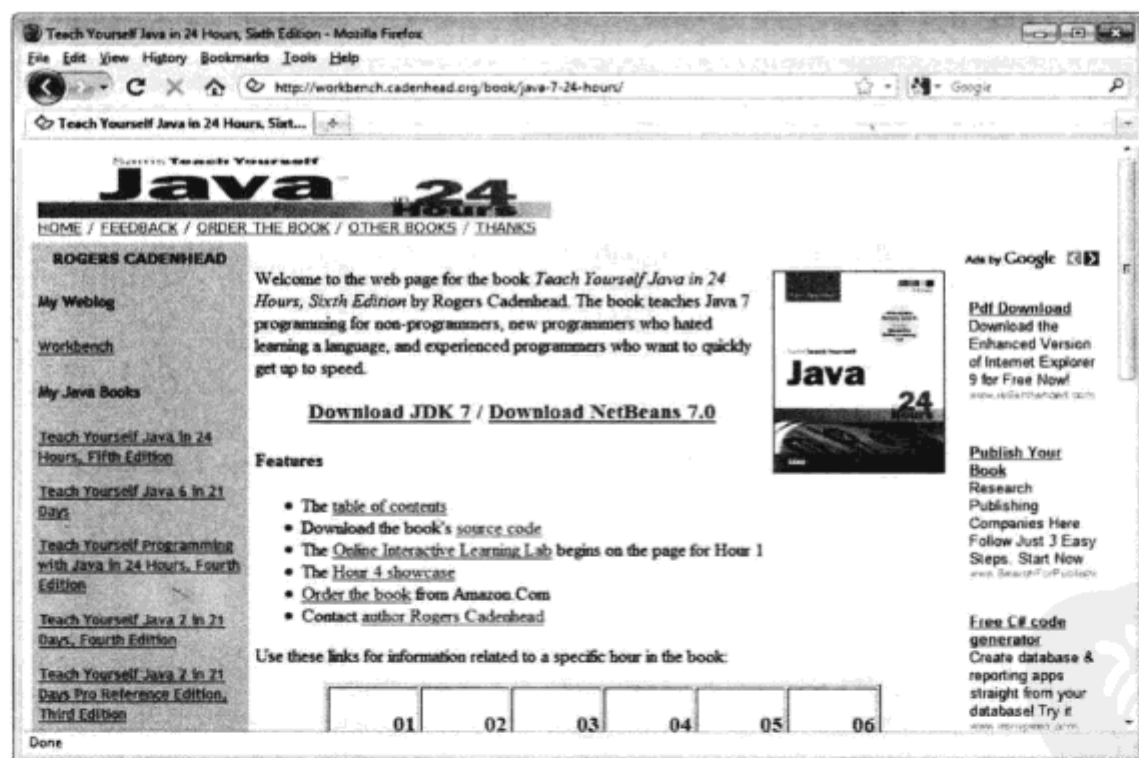 Teach Yourself Java in 24 Hours, Sixth Edition - Mozilla Firefox
File Edit View History Bookmarks Tools Help
http://workbench.cadenhead.org/book/java-7-24-hours/
Google
Teach Yourself Java in 24 Hours, Sixt...
Sams Teach Yourself
Java
in 24
Hours
HOME / FEEDBACK / ORDER THE BOOK / OTHER BOOKS / THANKS
ROGERS CADENHEAD
My Weblog
Workbench
My Java Books
Teach Yourself Java in 24
Hours, Fifth Edition
Teach Yourself Java 6 in 21
Days
Teach Yourself Programming
with Java in 24 Hours, Fourth
Edition
Teach Yourself Java 2 in 21
Days, Fourth Edition
Teach Yourself Java 2 in 21
Days Pro Reference Edition,
Third Edition
Welcome to the web page for the book Teach Yourself Java in 24
Hours, Sixth Edition by Rogers Cadenhead. The book teaches Java 7
programming for non-programmers, new programmers who hated
learning a language, and experienced programmers who want to quickly
get up to speed.
Download JDK 7 / Download NetBeans 7.0
Features
• The table of contents
• Download the book's source code
• The Online Interactive Learning Lab begins on the page for Hour 1
• The Hour 4 showcase
• Order the book from Amazon.Com
• Contact author Rogers Cadenhead
Use these links for information related to a specific hour in the book:
01 02 03 04 05 06
Sams Teach Yourself
Java
24
Hours
Ads by Google
Pdf Download
Download the
Enhanced Version
of Internet Explorer
9 for Free Now!
Publish Your
Book
Research
Publishing
Companies Here
Follow Just 3 Easy
Steps. Start Now
Free C# code
generator
Create database &
reporting apps
straight from your
database! Try it
Done